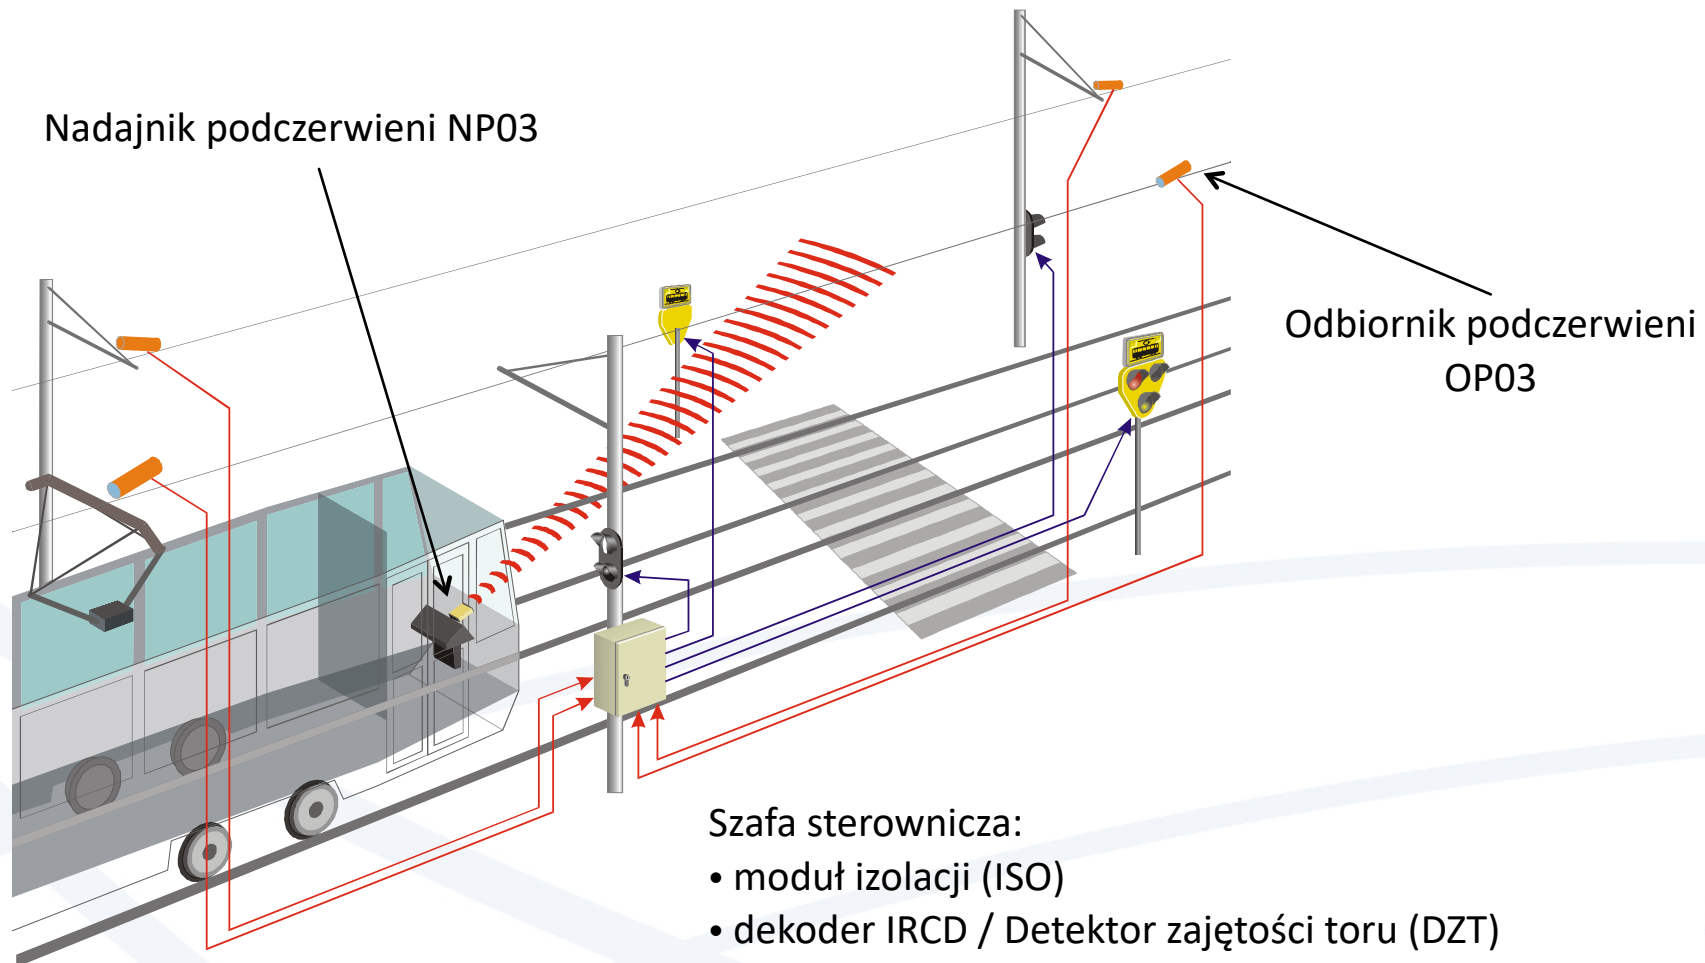 Nadajnik podczerwieni NP03
Odbiornik podczerwieni
OP03
Szafa sterownicza:
• moduł izolacji (ISO)
• dekoder IRCD / Detektor zajętości toru (DZT)